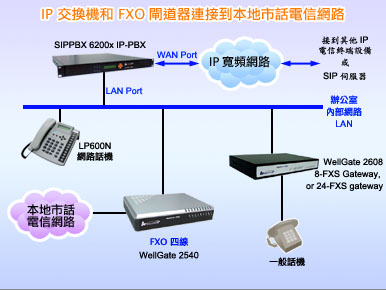 IP 交換機和 FXO 閘道器連接到本地市話電信網路
SIPPBX 6200x IP-PBX
WAN Port
IP 寬頻網路
接到其他 IP
電信終端設備
或
SIP 伺服器
LAN Port
辦公室
內部網路
LAN
LP600N
網路話機
WellGate 2608
8-FXS Gateway,
or 24-FXS gateway
本地市話
電信網路
FXO 四線
WellGate 2540
一般話機